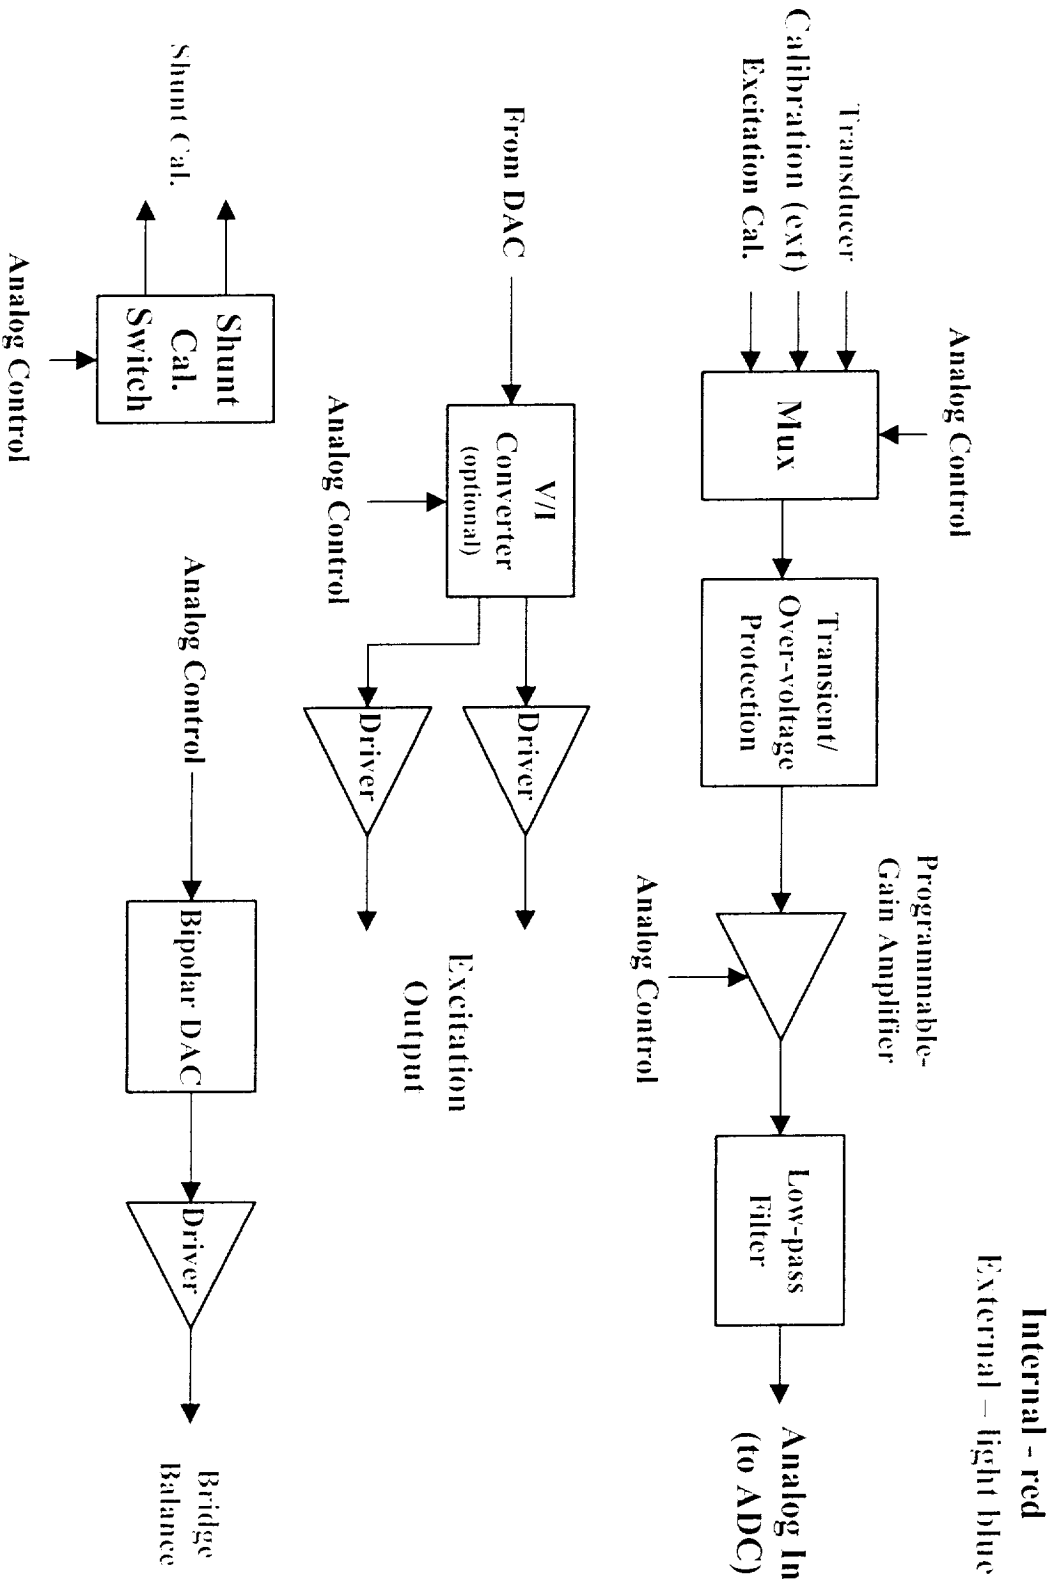 Internal - red
External – light blue
Analog Control
Programmable-
Gain Amplifier
Transducer
Calibration (ext)
Excitation Cal.
Mux
Transient/
Over-voltage
Protection
Low-pass
Filter
Analog In
(to ADC)
Analog Control
From DAC
V/I
Converter
(optional)
Driver
Driver
Excitation
Output
Analog Control
Shunt Cal.
Shunt
Cal.
Switch
Analog Control
Analog Control
Bipolar DAC
Driver
Bridge
Balance